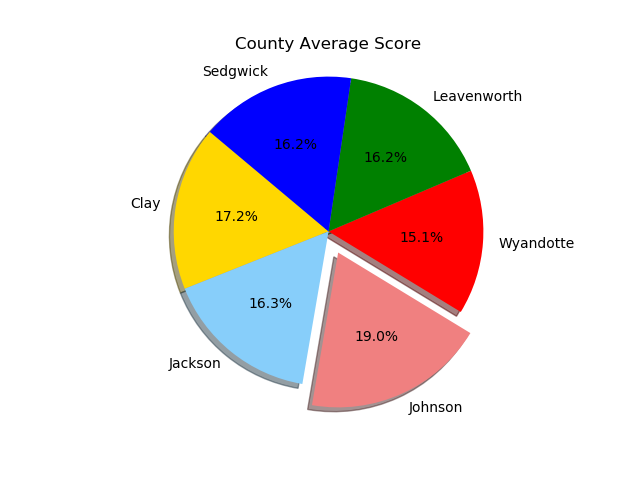 County Average Score
Sedgwick
Leavenworth
16.2%
16.2%
Clay
17.2%
15.1%
Wyandotte
16.3%
19.0%
Jackson
Johnson